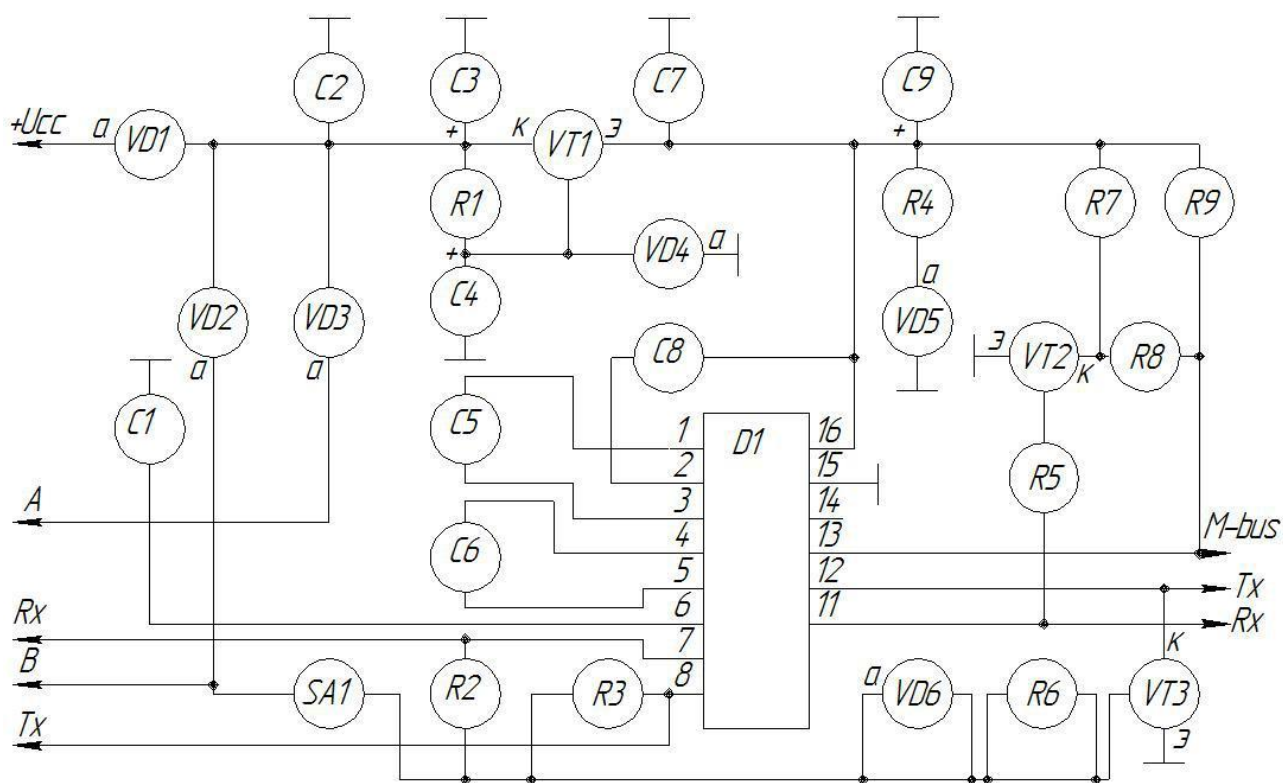 C2 C3 C7 C9
+Ucc а VD1 + К VT1 Э +
R1 R4 R7 R9
+ VD4 а
C4 а
VD2 VD3 C8 VD5 Э VT2 К R8
а а
C1 C5 1 D1 16
2 15 R5
А 3 14
C6 4 13 M-bus
5 12 Tx
6 11 Rx
Rx 7 К
В SA1 R2 R3 8 а VD6 R6 VT3
Tx Э